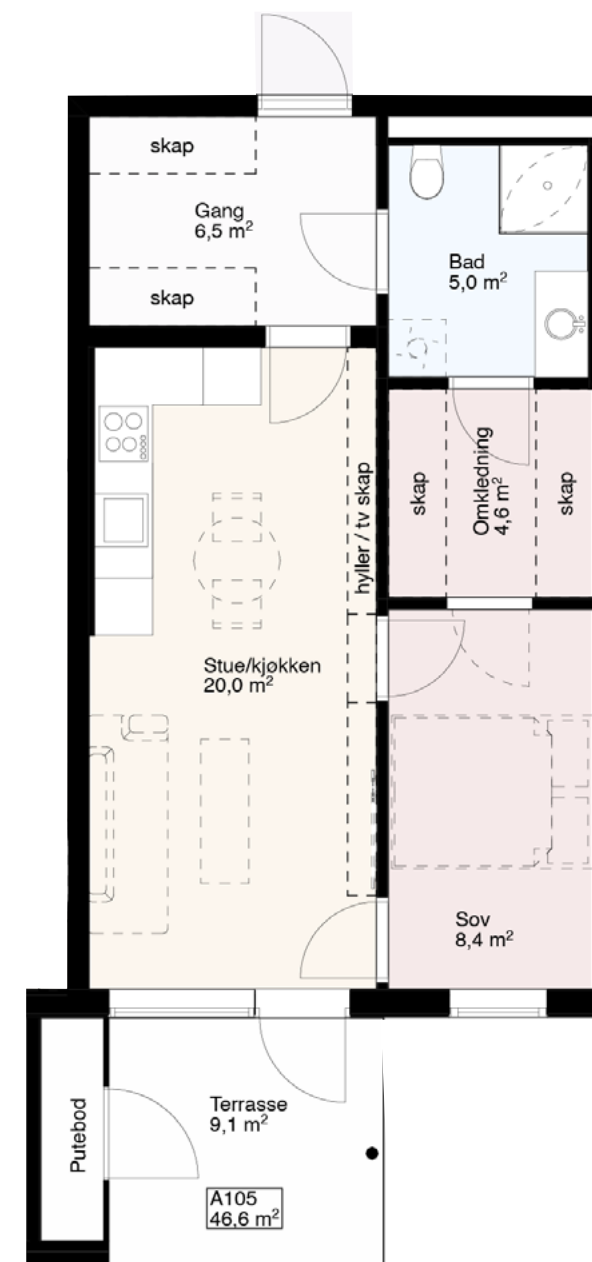 skap
Gang
6,5 m²
skap
Bad
5,0 m²
hyller / tv skap
skap
Omkledning
4,6 m²
skap
Stue/kjøkken
20,0 m²
Sov
8,4 m²
Putebod
Terrasse
9,1 m²
A105
46,6 m²